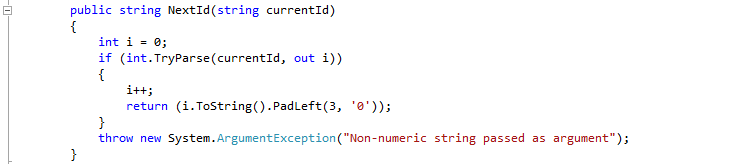 public string NextId(string currentId)
{
int i = 0;
if (int.TryParse(currentId, out i))
{
i++;
return (i.ToString().PadLeft(3, '0'));
}
throw new System.ArgumentException("Non-numeric string passed as argument");
}